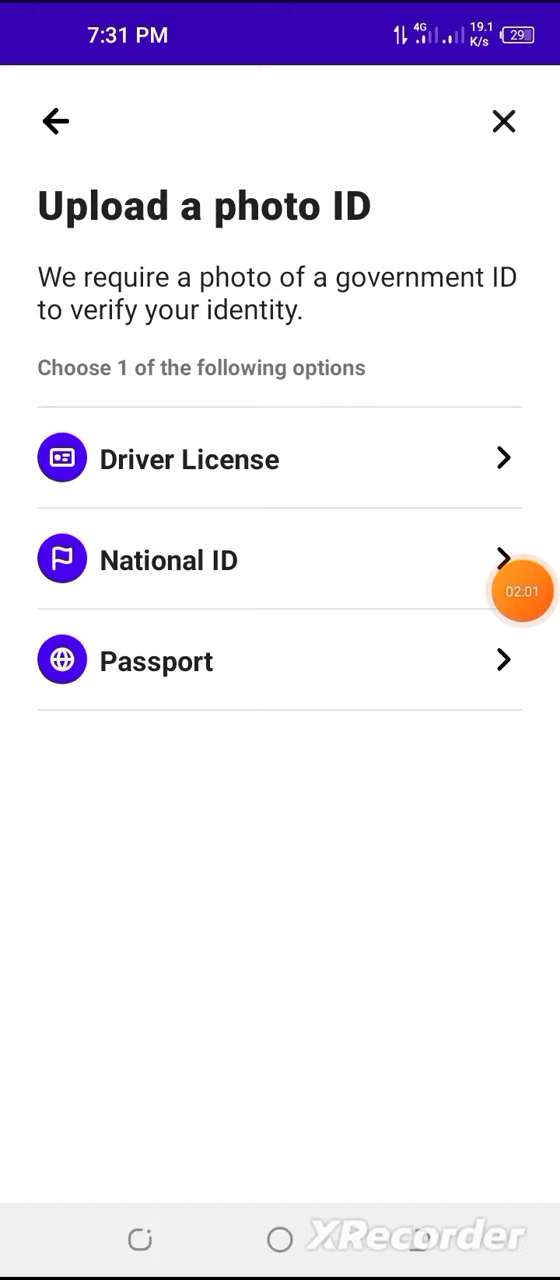 7:31 PM
4G
19.1
K/s
29
Upload a photo ID
We require a photo of a government ID
to verify your identity.
Choose 1 of the following options
Driver License
National ID
02:01
Passport
XRecorder